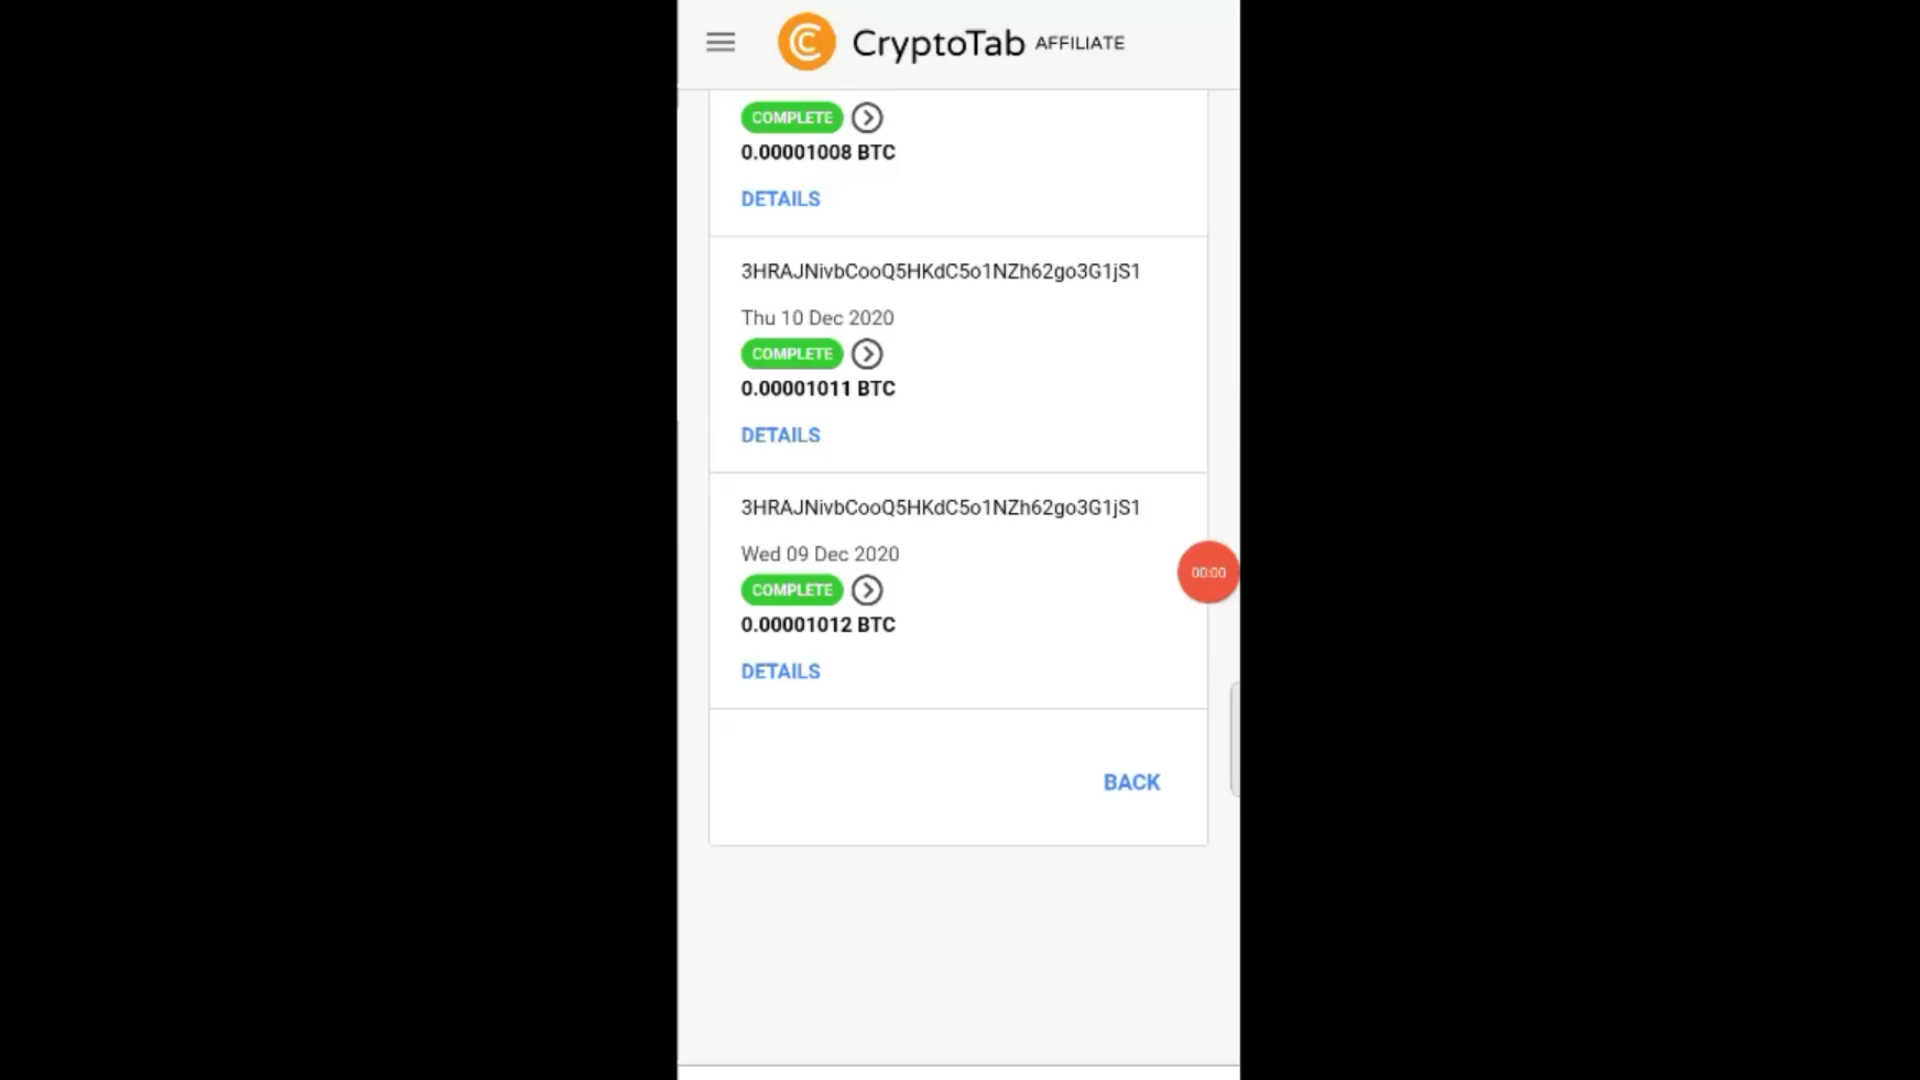 CryptoTab AFFILIATE
COMPLETE
0.00001008 BTC
DETAILS
3HRAJNivbCooQ5HKdC5o1NZh62go3G1jS1
Thu 10 Dec 2020
COMPLETE
0.00001011 BTC
DETAILS
3HRAJNivbCooQ5HKdC5o1NZh62go3G1jS1
Wed 09 Dec 2020
COMPLETE
00:00
0.00001012 BTC
DETAILS
BACK